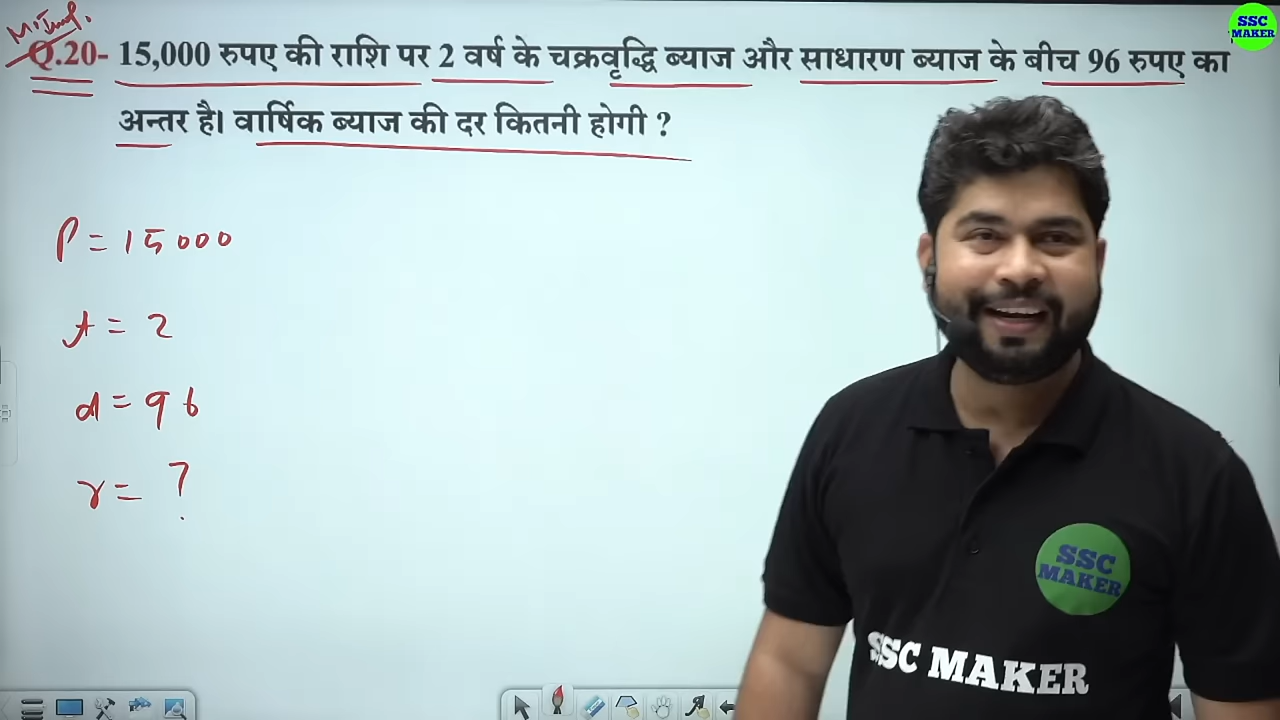 M.Imp.
Q.20- 15,000 रुपए की राशि पर 2 वर्ष के चक्रवृद्धि ब्याज और साधारण ब्याज के बीच 96 रुपए का
अन्तर है। वार्षिक ब्याज की दर कितनी होगी ?
P = 15000
t = 2
d = 96
r = ?
SSC
MAKER
SSC
MAKER
SSC MAKER